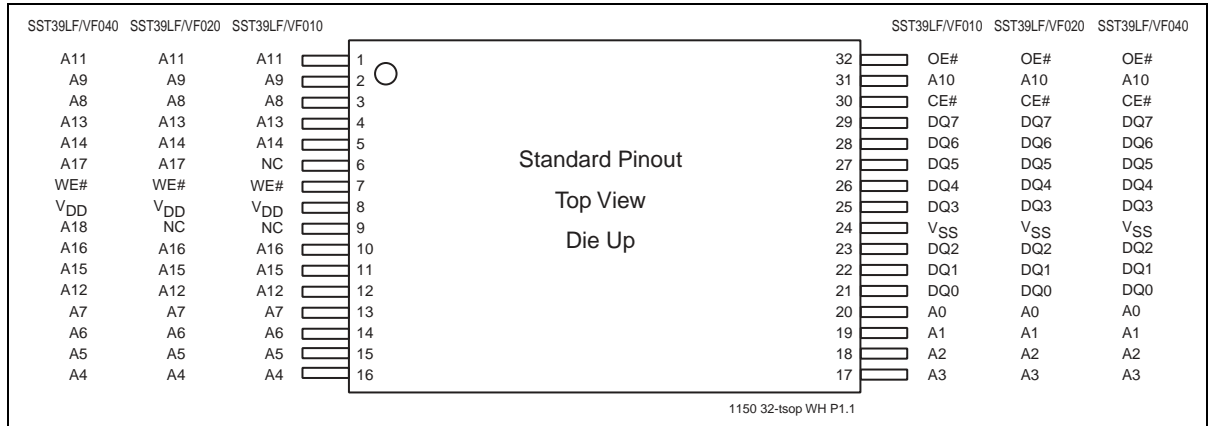 SST39LF/VF040 SST39LF/VF020 SST39LF/VF010 SST39LF/VF010 SST39LF/VF020 SST39LF/VF040
A11 A11 A11 1 32 OE# OE# OE#
A9 A9 A9 2 31 A10 A10 A10
A8 A8 A8 3 30 CE# CE# CE#
A13 A13 A13 4 29 DQ7 DQ7 DQ7
A14 A14 A14 5 28 DQ6 DQ6 DQ6
A17 A17 NC 6 Standard Pinout 27 DQ5 DQ5 DQ5
WE# WE# WE# 7 26 DQ4 DQ4 DQ4
VDD VDD VDD 8 Top View 25 DQ3 DQ3 DQ3
A18 NC NC 9 24 VSS VSS VSS
A16 A16 A16 10 Die Up 23 DQ2 DQ2 DQ2
A15 A15 A15 11 22 DQ1 DQ1 DQ1
A12 A12 A12 12 21 DQ0 DQ0 DQ0
A7 A7 A7 13 20 A0 A0 A0
A6 A6 A6 14 19 A1 A1 A1
A5 A5 A5 15 18 A2 A2 A2
A4 A4 A4 16 17 A3 A3 A3
1150 32-tsop WH P1.1